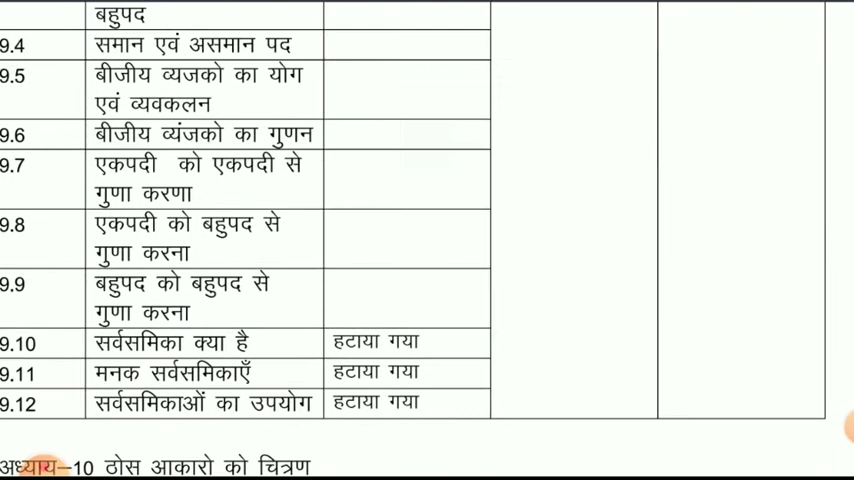 बहुपद
9.4 समान एवं असमान पद
9.5 बीजीय व्यजको का योग
एवं व्यवकलन
9.6 बीजीय व्यंजको का गुणन
9.7 एकपदी को एकपदी से
गुणा करणा
9.8 एकपदी को बहुपद से
गुणा करना
9.9 बहुपद को बहुपद से
गुणा करना
9.10 सर्वसमिका क्या है हटाया गया
9.11 मनक सर्वसमिकाएँ हटाया गया
9.12 सर्वसमिकाओं का उपयोग हटाया गया
अध्याय–10 ठोस आकारो को चित्रण